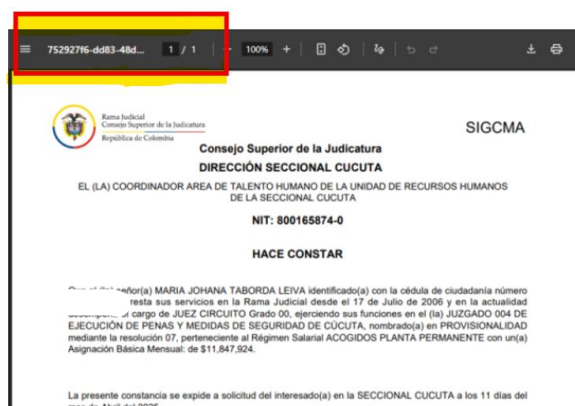 752927f6-dd83-48d... 1 / 1 - 100% +
Rama Judicial
Consejo Superior de la Judicatura
República de Colombia
SIGCMA
Consejo Superior de la Judicatura
DIRECCIÓN SECCIONAL CUCUTA
EL (LA) COORDINADOR AREA DE TALENTO HUMANO DE LA UNIDAD DE RECURSOS HUMANOS
DE LA SECCIONAL CUCUTA
NIT: 800165874-0
HACE CONSTAR
señor(a) MARIA JOHANA TABORDA LEIVA identificado(a) con la cédula de ciudadanía número
resta sus servicios en la Rama Judicial desde el 17 de Julio de 2006 y en la actualidad
cargo de JUEZ CIRCUITO Grado 00, ejerciendo sus funciones en el (la) JUZGADO 004 DE
EJECUCIÓN DE PENAS Y MEDIDAS DE SEGURIDAD DE CÚCUTA, nombrado(a) en PROVISIONALIDAD
mediante la resolución 07, perteneciente al Régimen Salarial ACOGIDOS PLANTA PERMANENTE con un(a)
Asignación Básica Mensual: de $11,847,924.
La presente constancia se expide a solicitud del interesado(a) en la SECCIONAL CUCUTA a los 11 días del
mes de Abril del 2025